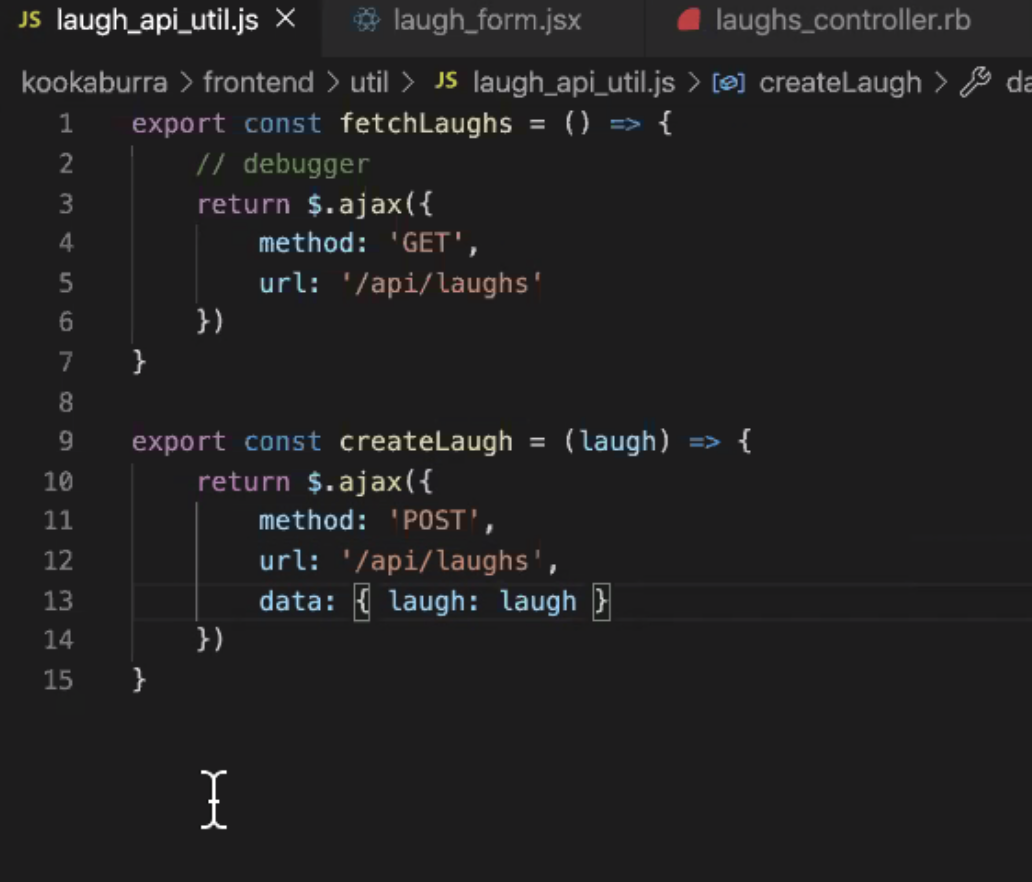 JS laugh_api_util.js × laugh_form.jsx laughs_controller.rb
kookaburra > frontend > util > JS laugh_api_util.js > createLaugh > da
1 export const fetchLaughs = () => {
2 // debugger
3 return $.ajax({
4 method: 'GET',
5 url: '/api/laughs'
6 })
7 }
8
9 export const createLaugh = (laugh) => {
10 return $.ajax({
11 method: 'POST',
12 url: '/api/laughs',
13 data: { laugh: laugh }
14 })
15 }